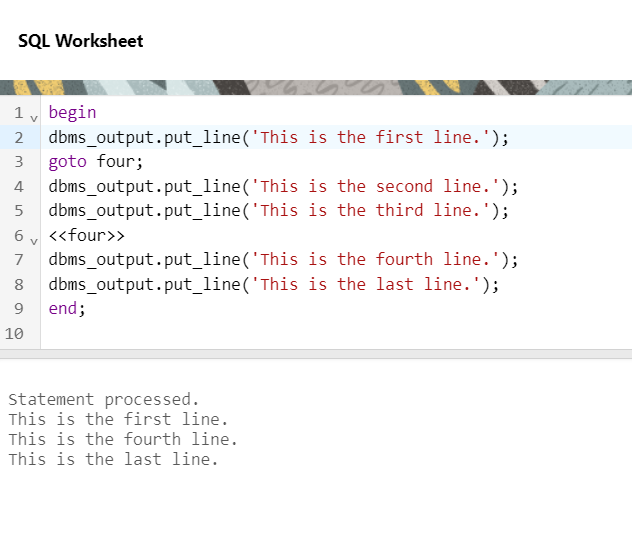 SQL Worksheet
1 begin
2 dbms_output.put_line('This is the first line.');
3 goto four;
4 dbms_output.put_line('This is the second line.');
5 dbms_output.put_line('This is the third line.');
6 <<four>>
7 dbms_output.put_line('This is the fourth line.');
8 dbms_output.put_line('This is the last line.');
9 end;
10
Statement processed.
This is the first line.
This is the fourth line.
This is the last line.